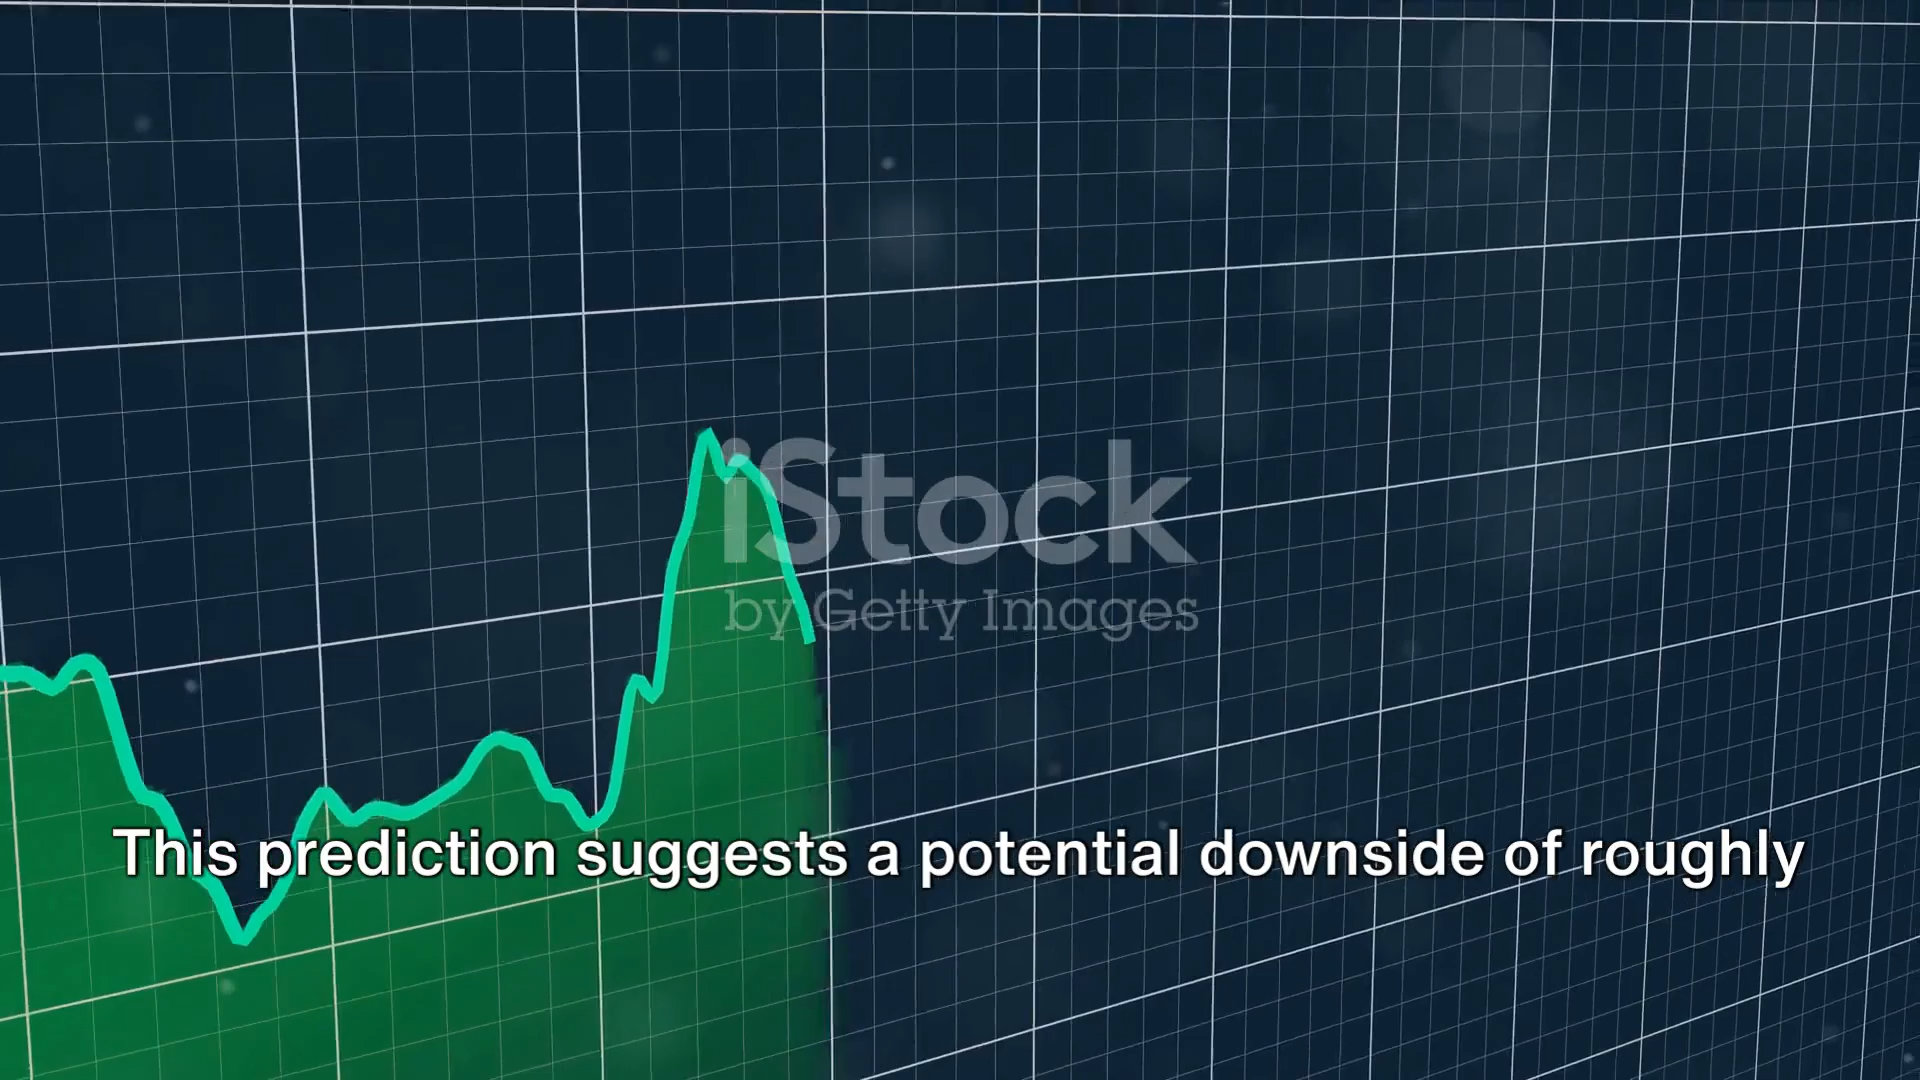 iStock
by Getty Images
This prediction suggests a potential downside of roughly